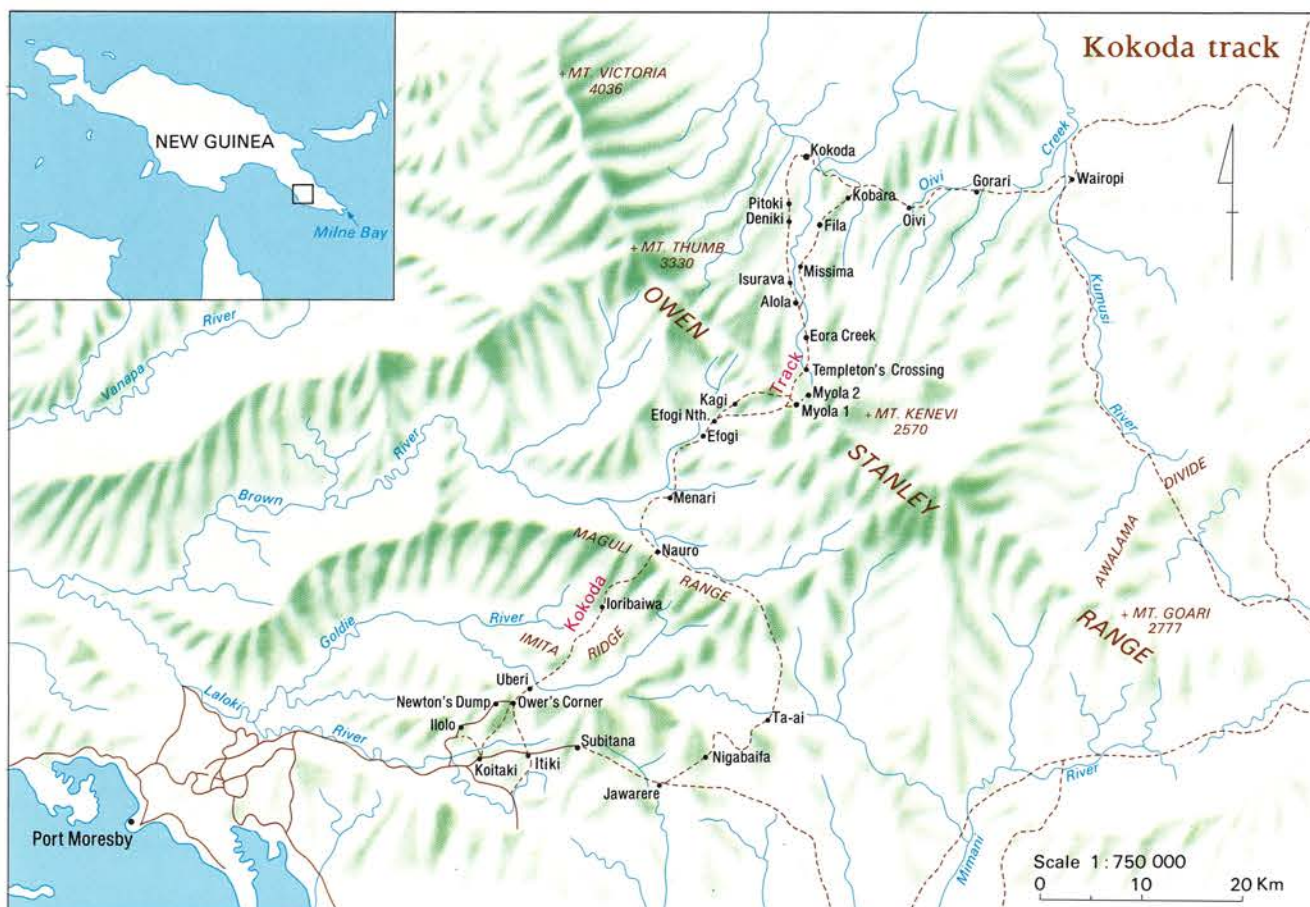 Kokoda track
NEW GUINEA
Milne Bay
+MT. VICTORIA
4036
Kokoda
Creek
Oivi
Gorari
Wairopi
Pitoki
Kobara
Deniki
Fila
Oivi
+MT. THUMB
3330
Missima
Isurava
Alola
OWEN
Kumusi
River
Vanapa
Eora Creek
Track
Templeton's Crossing
Myola 2
Kagi
Myola 1
+MT. KENEVI
2570
Efogi Nth.
Efogi
River
River
STANLEY
Brown
Menari
DIVIDE
AWALAMA
MAGULI
Nauro
RANGE
Kokoda
Ioribaiwa
River
Goldie
IMITA
RIDGE
+MT. GOARI
2777
RANGE
Uberi
Laloki
Newton's Dump
Ower's Corner
Ilolo
River
Ta-ai
Subitana
Koitaki
Itiki
Nigabaifa
Jawarere
River
Port Moresby
Mimani
Scale 1:750 000
0 10 20 Km